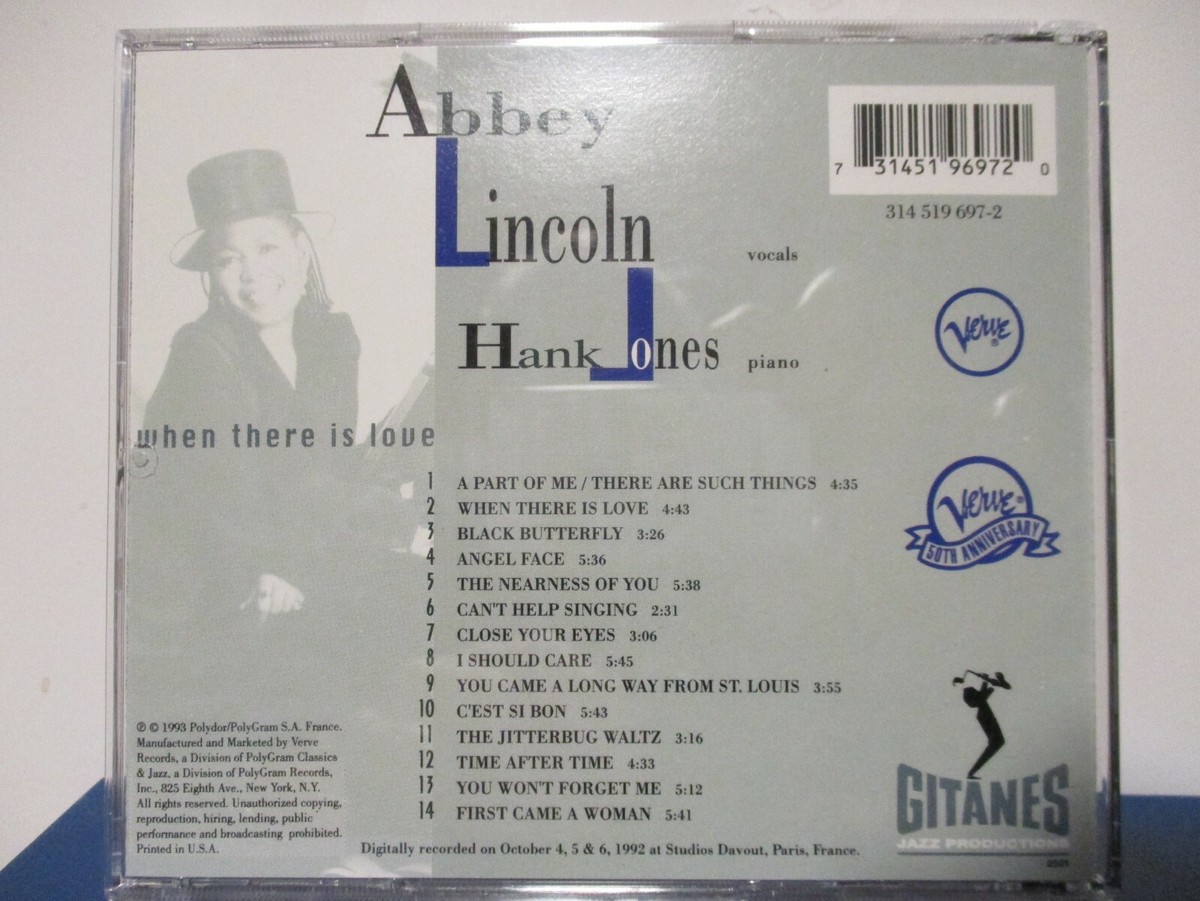 Abbey
Lincoln vocals
Hank Jones piano
when there is love
7 31451 96972 0
314 519 697-2
Verve ®
Verve ®
50TH ANNIVERSARY
1 A PART OF ME / THERE ARE SUCH THINGS 4:35
2 WHEN THERE IS LOVE 4:43
3 BLACK BUTTERFLY 3:26
4 ANGEL FACE 5:36
5 THE NEARNESS OF YOU 5:38
6 CAN'T HELP SINGING 2:31
7 CLOSE YOUR EYES 3:06
8 I SHOULD CARE 5:45
9 YOU CAME A LONG WAY FROM ST. LOUIS 3:55
10 C'EST SI BON 5:43
11 THE JITTERBUG WALTZ 3:16
12 TIME AFTER TIME 4:33
13 YOU WON'T FORGET ME 5:12
14 FIRST CAME A WOMAN 5:41
℗ © 1993 Polydor/PolyGram S.A. France.
Manufactured and Marketed by Verve
Records, a Division of PolyGram Classics
& Jazz, a Division of PolyGram Records,
Inc., 825 Eighth Ave., New York, N.Y.
All rights reserved. Unauthorized copying,
reproduction, hiring, lending, public
performance and broadcasting prohibited.
Printed in U.S.A.
Digitally recorded on October 4, 5 & 6, 1992 at Studios Davout, Paris, France.
GITANES
JAZZ PRODUCTIONS